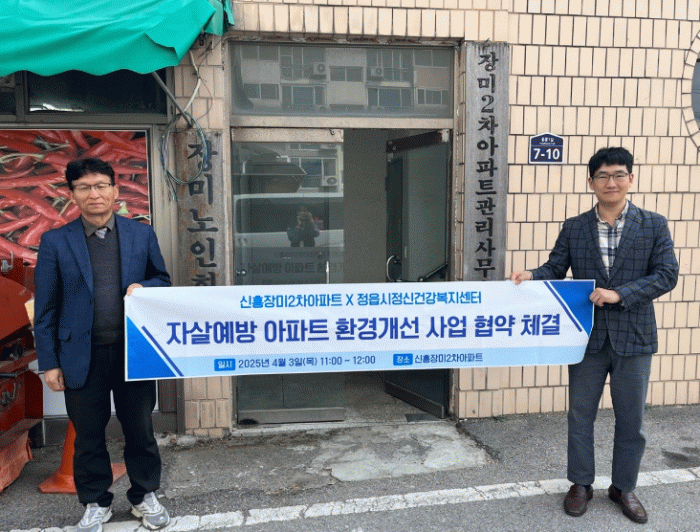 장미2차아파트관리사무
장미노인
7-10
신흥장미2차아파트 X 정읍시정신건강복지센터
자살예방 아파트 환경개선 사업 협약 체결
일시 2025년 4월 3일(목) 11:00 ~ 12:00 장소 신흥장미2차아파트